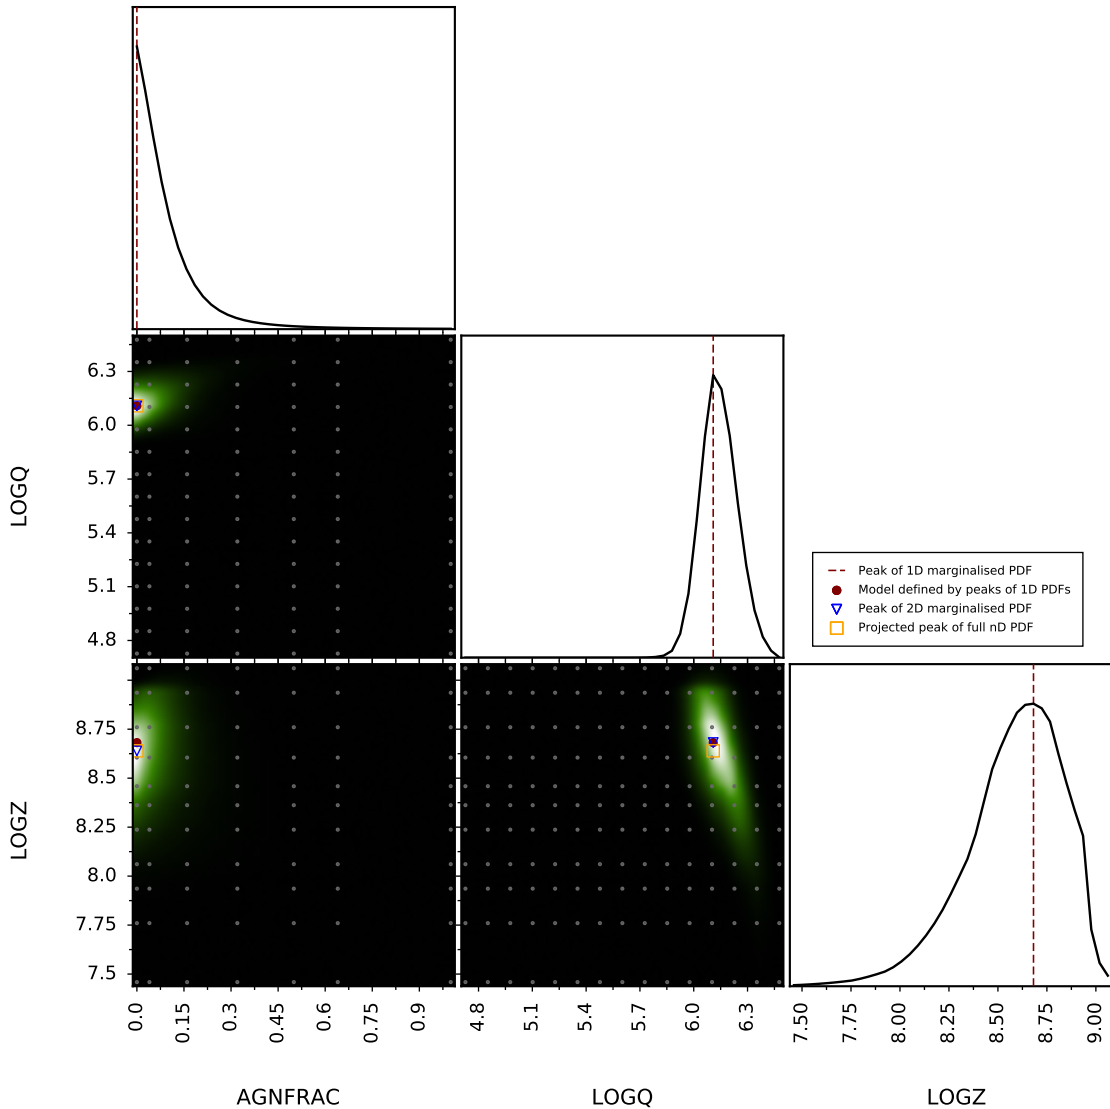 6.3
6.0
5.7
5.4
5.1
4.8
LOGQ
Peak of 1D marginalised PDF
Model defined by peaks of 1D PDFs
Peak of 2D marginalised PDF
Projected peak of full nD PDF
8.75
8.5
8.25
8.0
7.75
7.5
LOGZ
0.0 0.15 0.3 0.45 0.6 0.75 0.9
4.8 5.1 5.4 5.7 6.0 6.3
7.50 7.75 8.00 8.25 8.50 8.75 9.00
AGNFRAC LOGQ LOGZ